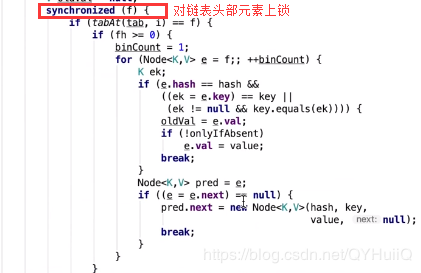 synchronized (f) { 对链表头部元素上锁
if (tabAt(tab, i) == f) {
if (fh >= 0) {
binCount = 1;
for (Node<K,V> e = f;; ++binCount) {
K ek;
if (e.hash == hash &&
((ek = e.key) == key ||
(ek != null && key.equals(ek)))) {
oldVal = e.val;
if (!onlyIfAbsent)
e.val = value;
break;
}
Node<K,V> pred = e;
if ((e = e.next) == null) {
pred.next = new Node<K,V>(hash, key,
value, next: null);
break;
}
}
}
https://blog.csdn.net/QYHuiiQ